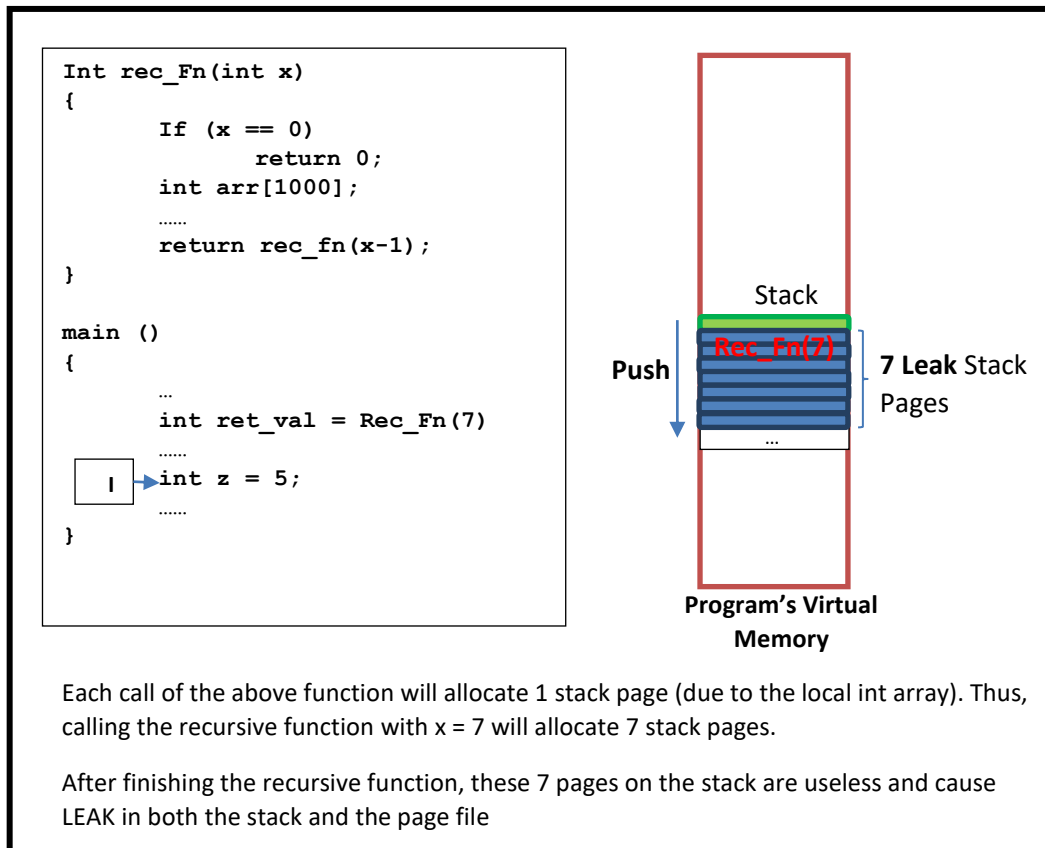 Int rec_Fn(int x)
{
If (x == 0)
return 0;
int arr[1000];
……
return rec_fn(x-1);
}
main ()
{
…
int ret_val = Rec_Fn(7)
……
I
int z = 5;
……
}
Stack
Rec_Fn(7)
Push
7 Leak Stack
Pages
...
Program's Virtual
Memory
Each call of the above function will allocate 1 stack page (due to the local int array). Thus,
calling the recursive function with x = 7 will allocate 7 stack pages.
After finishing the recursive function, these 7 pages on the stack are useless and cause
LEAK in both the stack and the page file